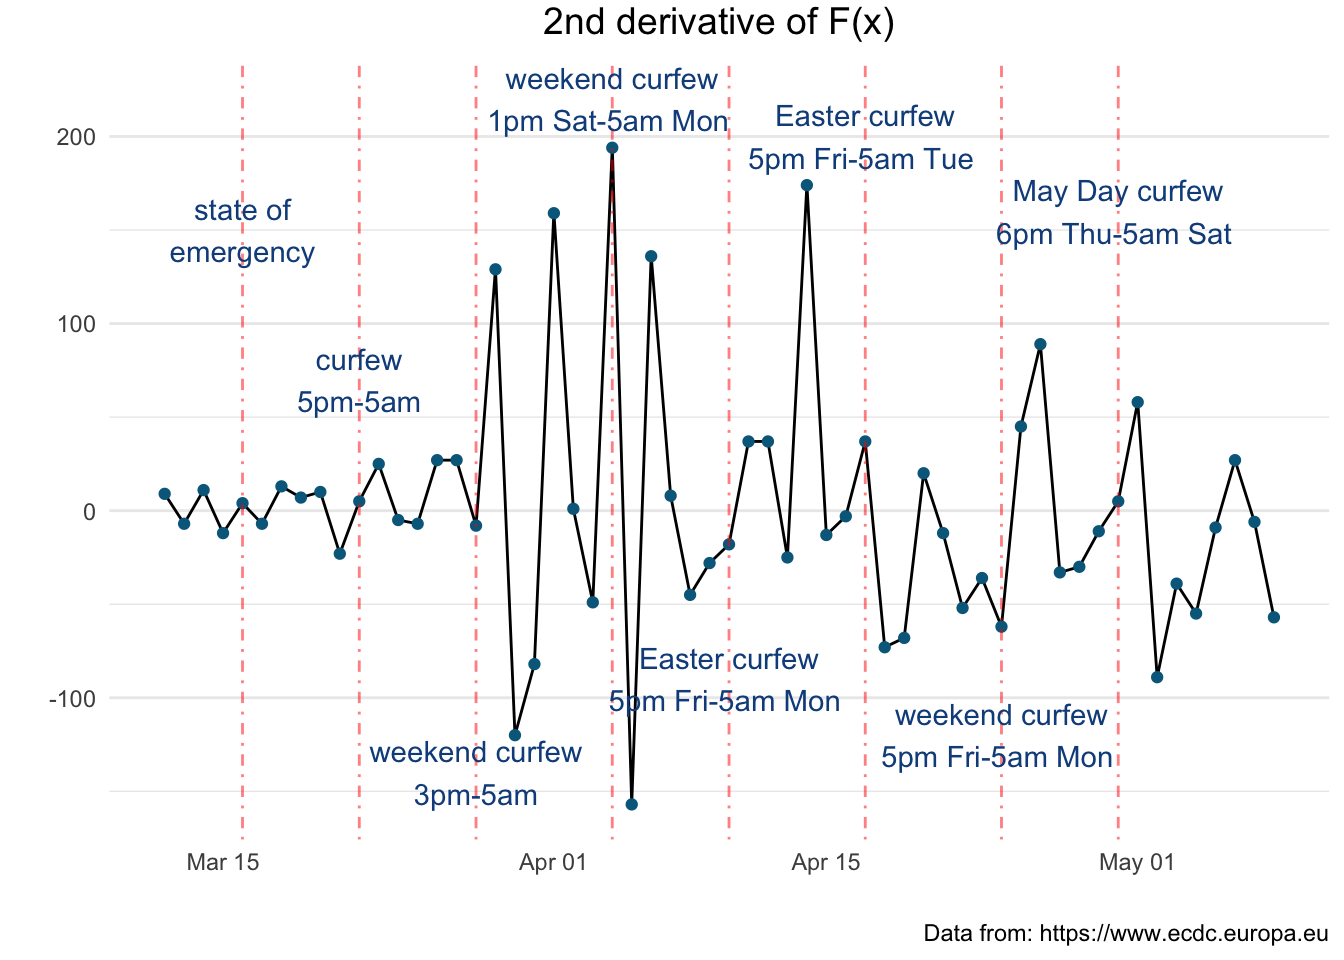 2nd derivative of F(x)
weekend curfew
1pm Sat-5am Mon
Easter curfew
5pm Fri-5am Tue
May Day curfew
6pm Thu-5am Sat
state of
emergency
curfew
5pm-5am
Easter curfew
5pm Fri-5am Mon
weekend curfew
5pm Fri-5am Mon
weekend curfew
3pm-5am
200
100
0
-100
Mar 15
Apr 01
Apr 15
May 01
Data from: https://www.ecdc.europa.eu